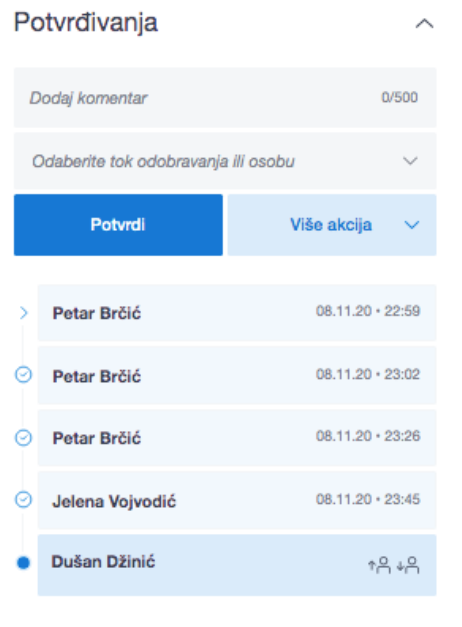 Potvrđivanja
Dodaj komentar 0/500
Odaberite tok odobravanja ili osobu
Potvrdi Više akcija
Petar Brčić 08.11.20 • 22:59
Petar Brčić 08.11.20 • 23:02
Petar Brčić 08.11.20 • 23:26
Jelena Vojvodić 08.11.20 • 23:45
Dušan Džinić